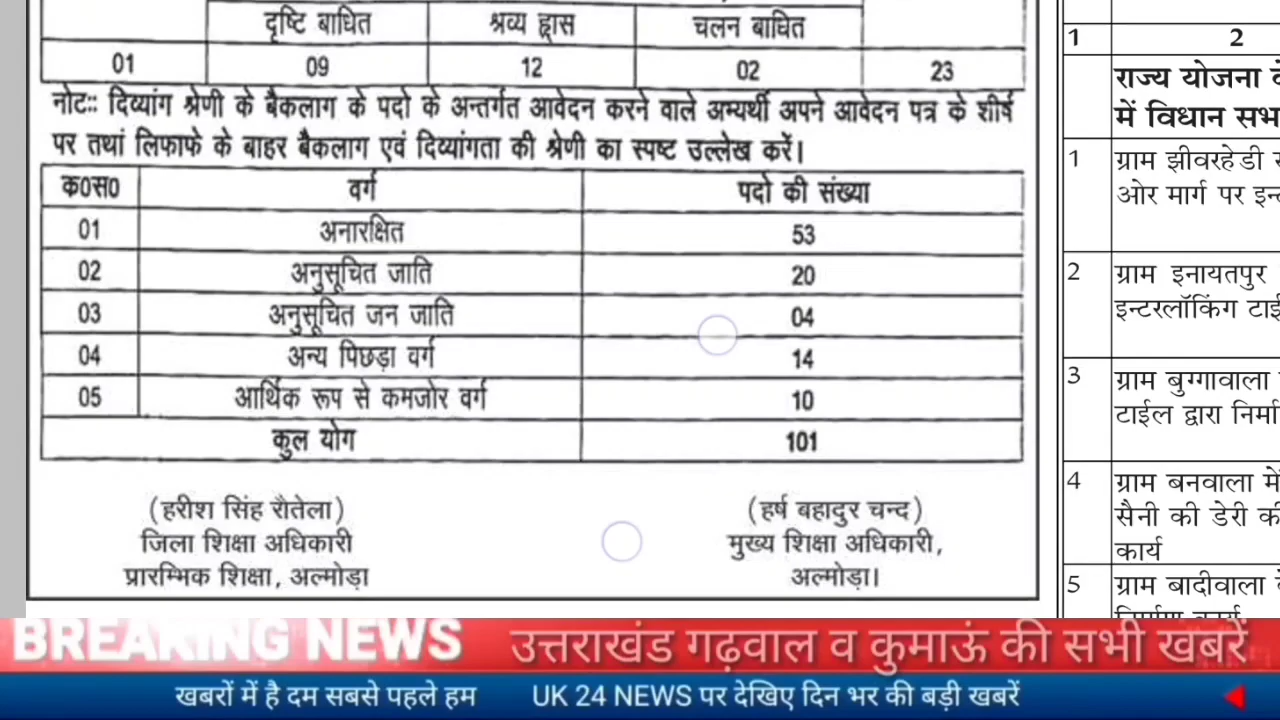 दृष्टि बाधित श्रव्य ह्रास चलन बाधित
01 09 12 02 23
नोटः: दिव्यांग श्रेणी के बैकलाग के पदो के अन्तर्गत आवेदन करने वाले अभ्यर्थी अपने आवेदन पत्र के शीर्ष
पर तथां लिफाफे के बाहर बैकलाग एवं दिव्यांगता की श्रेणी का स्पष्ट उल्लेख करें।
क0स0 वर्ग पदो की संख्या
01 अनारक्षित 53
02 अनुसूचित जाति 20
03 अनुसूचित जन जाति 04
04 अन्य पिछड़ा वर्ग 14
05 आर्थिक रूप से कमजोर वर्ग 10
कुल योग 101
(हरीश सिंह रौतेला)
जिला शिक्षा अधिकारी
प्रारम्भिक शिक्षा, अल्मोड़ा
(हर्ष बहादुर चन्द)
मुख्य शिक्षा अधिकारी,
अल्मोड़ा।
1 2
राज्य योजना
में विधान सभ
1 ग्राम झीवरहेडी
ओर मार्ग पर इन्
2 ग्राम इनायतपुर
इन्टरलॉकिंग टाई
3 ग्राम बुग्गावाला
टाईल द्वारा निर्मा
4 ग्राम बनवाला में
सैनी की डेरी की
कार्य
5 ग्राम बादीवाला
BREAKING NEWS उत्तराखंड गढ़वाल व कुमाऊं की सभी खबरें
खबरों में है दम सबसे पहले हम UK 24 NEWS पर देखिए दिन भर की बड़ी खबरें